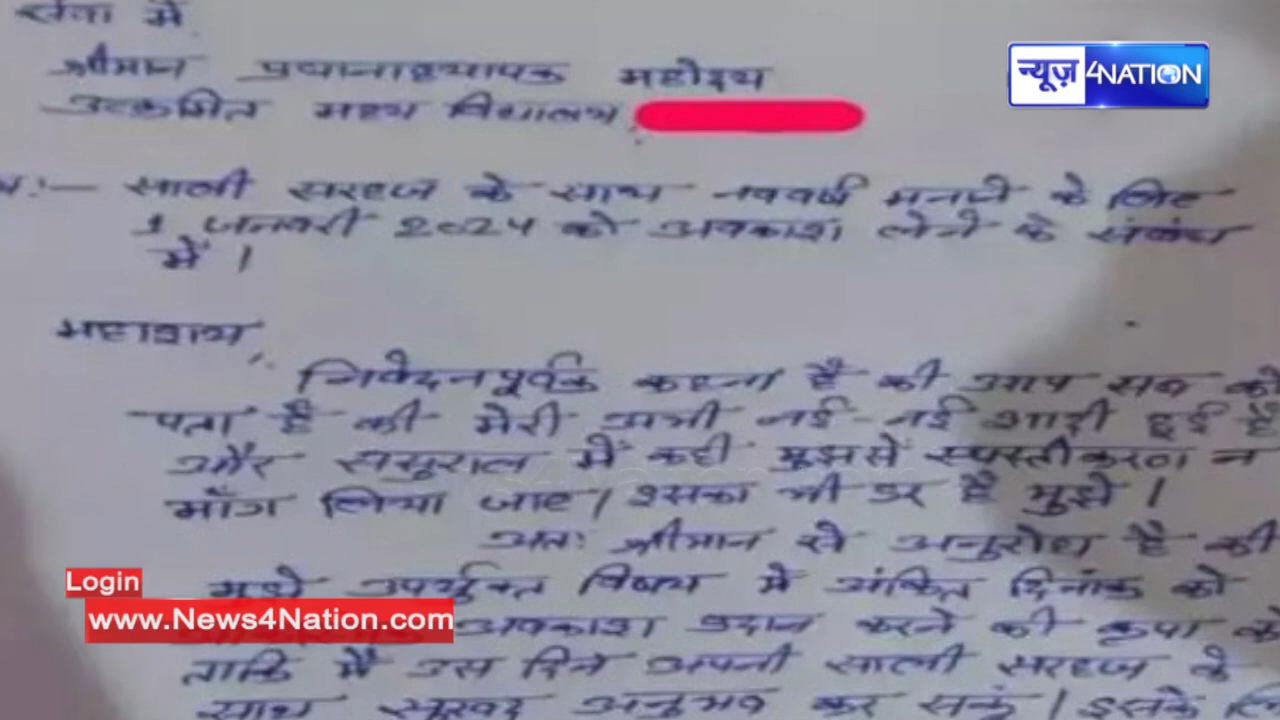 सेवा में
न्यूज़ 4NATION
श्रीमान प्रधानाध्यापक महोदय
उत्क्रमित मध्य विद्यालय,
:- साली सरहज के साथ नववर्ष मनाने के लिए
1 जनवरी 2024 को अवकाश लेने के संबंध
में ।
महाशय,
निवेदनपूर्वक कहना है की आप सब को
पता है की मेरी अभी नई-नई शादी हुई है
और ससुराल में कही मुझसे स्पस्तीकरण न
माँग लिया जाए । इसका भी डर है मुझे ।
अतः श्रीमान से अनुरोध है की
मुझे उपर्युक्त विषय में अंकित दिनांक को
अवकाश प्रदान करने की कृपा
ताकि मैं उस दिन अपनी साली सरहज के
साथ सुखद अनुभव कर सकूं । इसके
Login
www.News4Nation.com